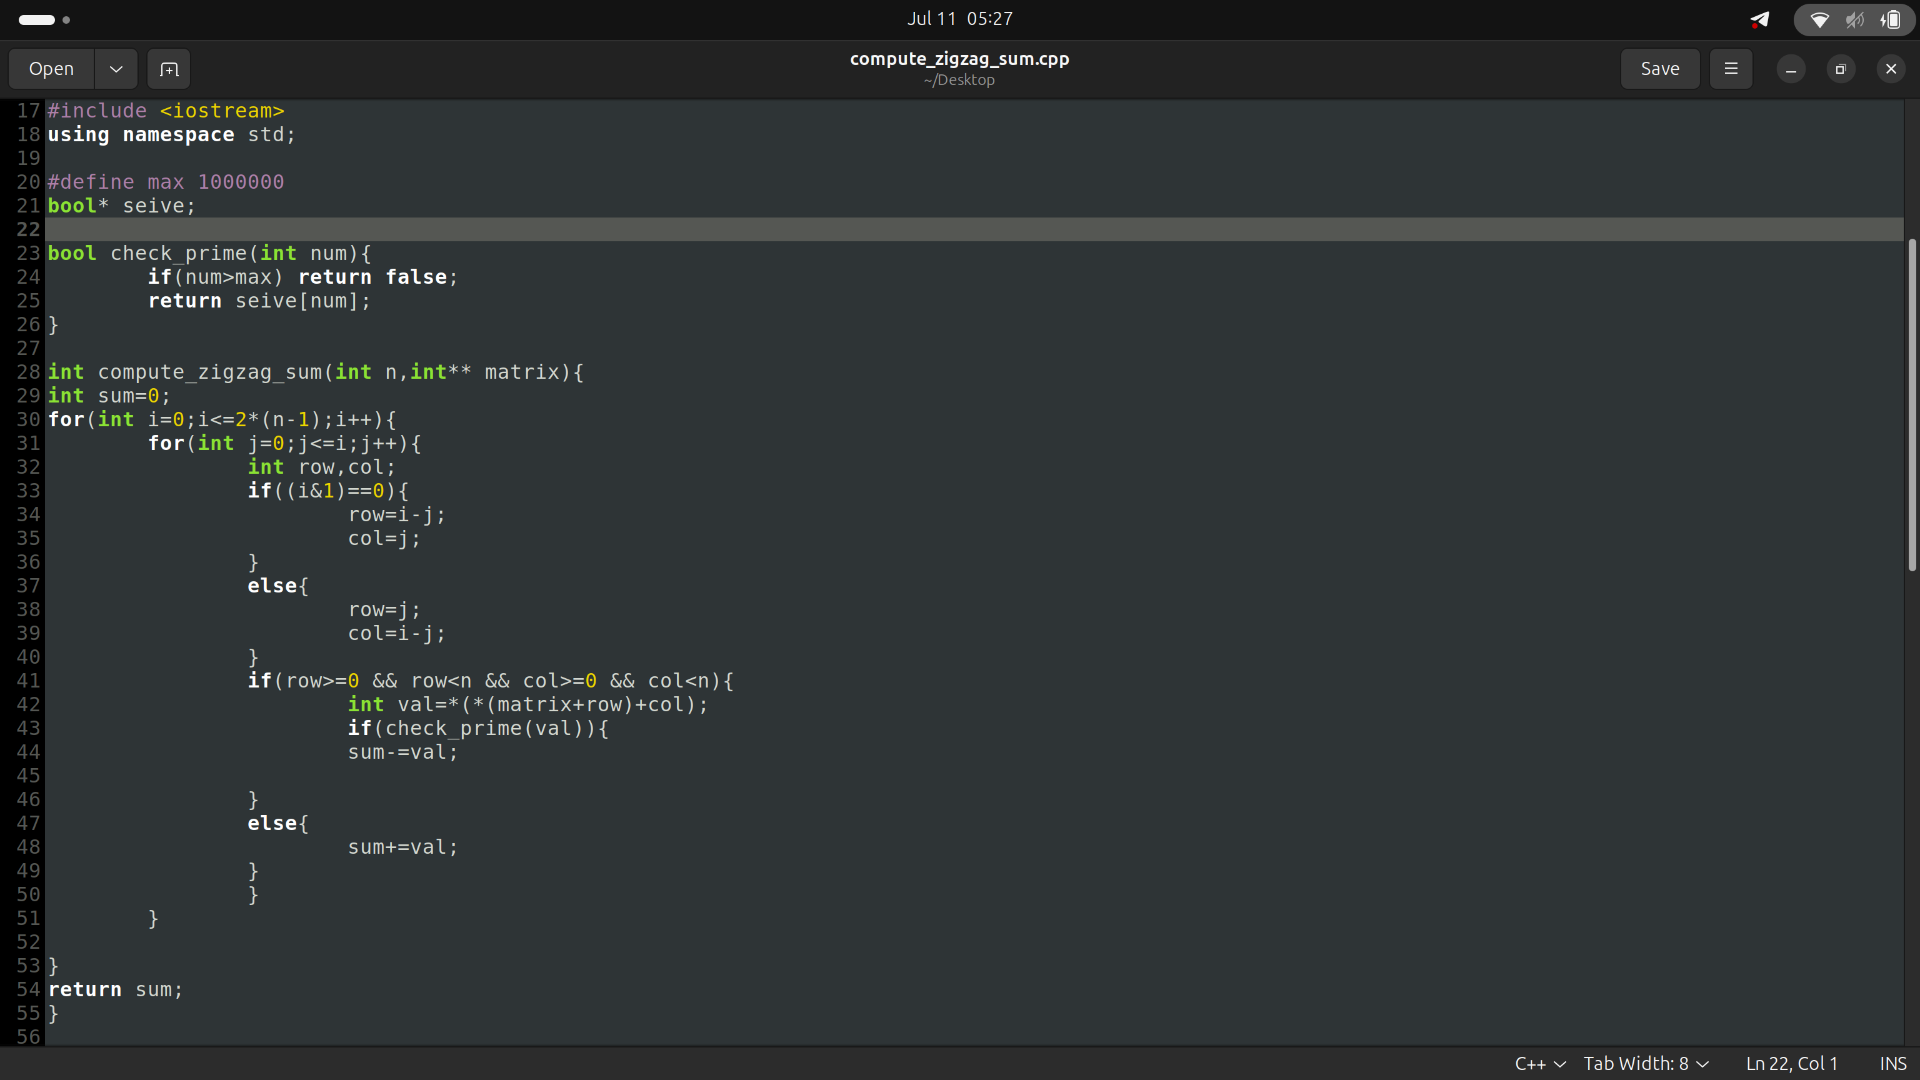 Jul 11 05:27
Open
compute_zigzag_sum.cpp
~/Desktop
Save
17 #include <iostream>
18 using namespace std;
19
20 #define max 1000000
21 bool* seive;
22
23 bool check_prime(int num){
24         if(num>max) return false;
25         return seive[num];
26 }
27
28 int compute_zigzag_sum(int n,int** matrix){
29 int sum=0;
30 for(int i=0;i<=2*(n-1);i++){
31         for(int j=0;j<=i;j++){
32                 int row,col;
33                 if((i&1)==0){
34                         row=i-j;
35                         col=j;
36                 }
37                 else{
38                         row=j;
39                         col=i-j;
40                 }
41                 if(row>=0 && row<n && col>=0 && col<n){
42                         int val=*(*(matrix+row)+col);
43                         if(check_prime(val)){
44                         sum-=val;
45
46                 }
47                 else{
48                         sum+=val;
49                 }
50                 }
51         }
52
53 }
54 return sum;
55 }
56
C++ Tab Width: 8 Ln 22, Col 1 INS